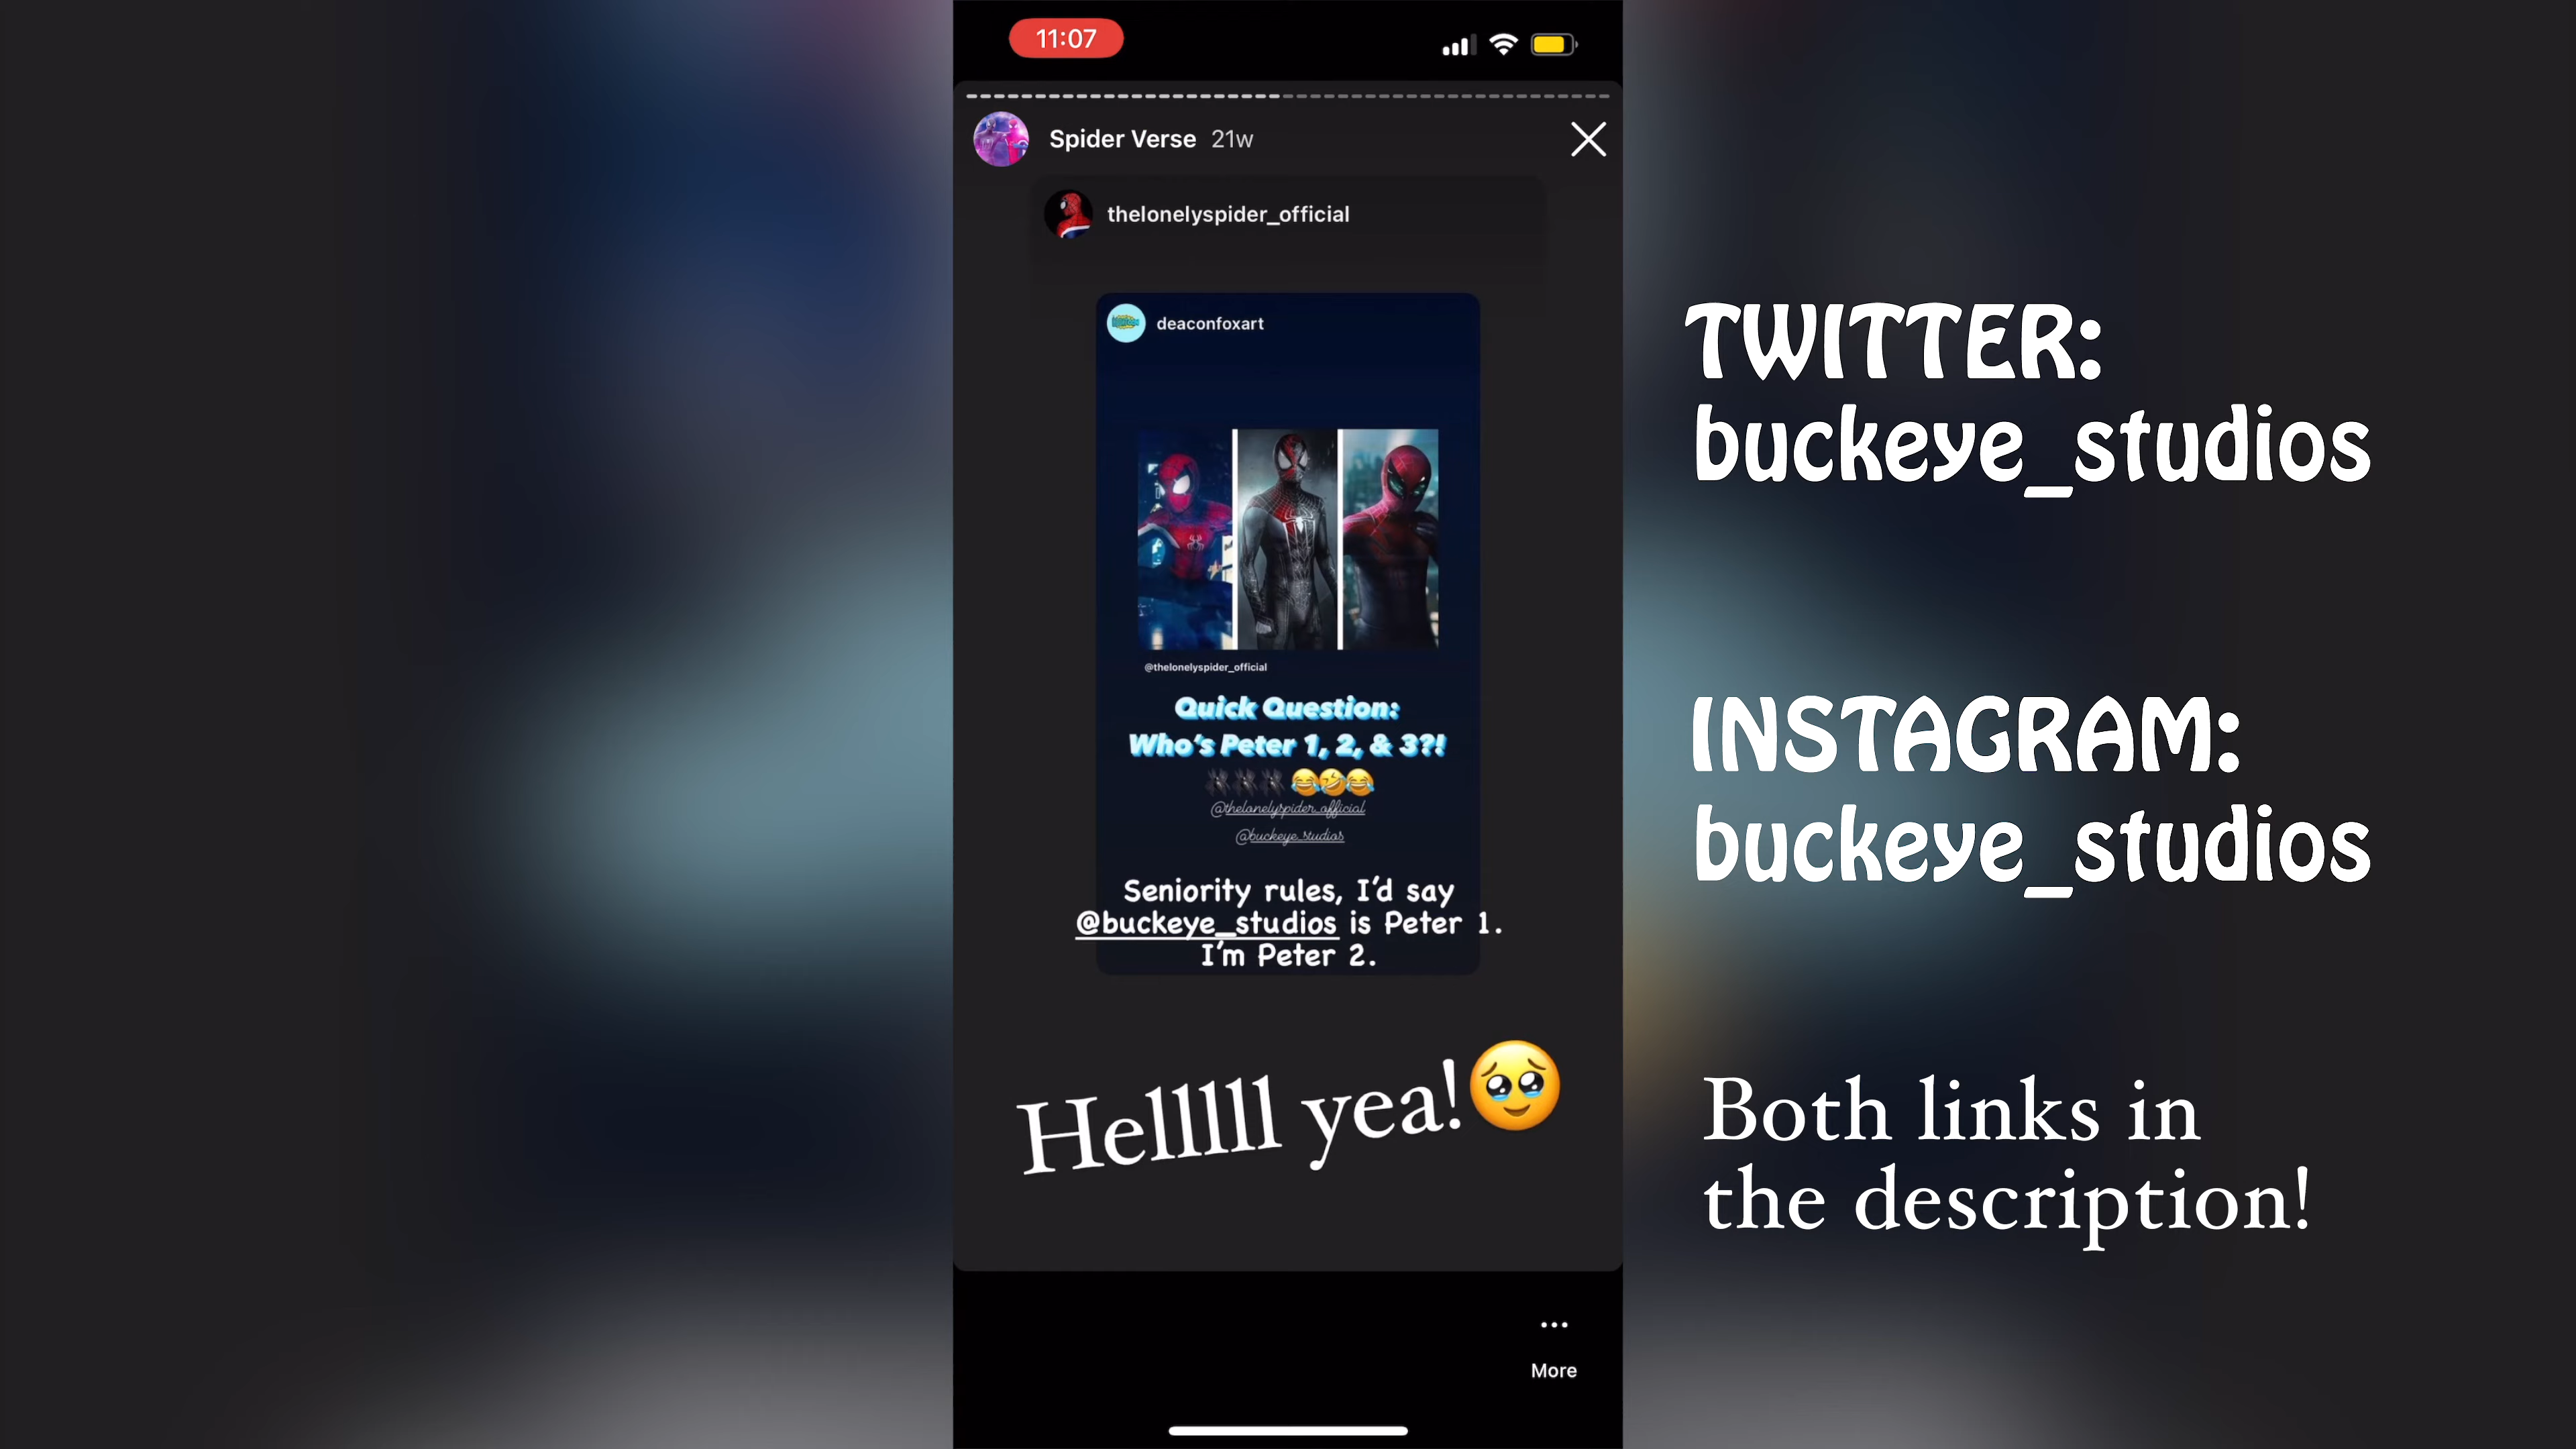 11:07
Spider Verse 21w
thelonelyspider_official
deaconfoxart
@thelonelyspider_official
Quick Question:
Who's Peter 1, 2, & 3?!
@thelonelyspider_official
@buckeye_studios
Seniority rules, I'd say
@buckeye_studios is Peter 1.
I'm Peter 2.
Helllll yea!
More
TWITTER:
buckeye_studios
INSTAGRAM:
buckeye_studios
Both links in
the description!